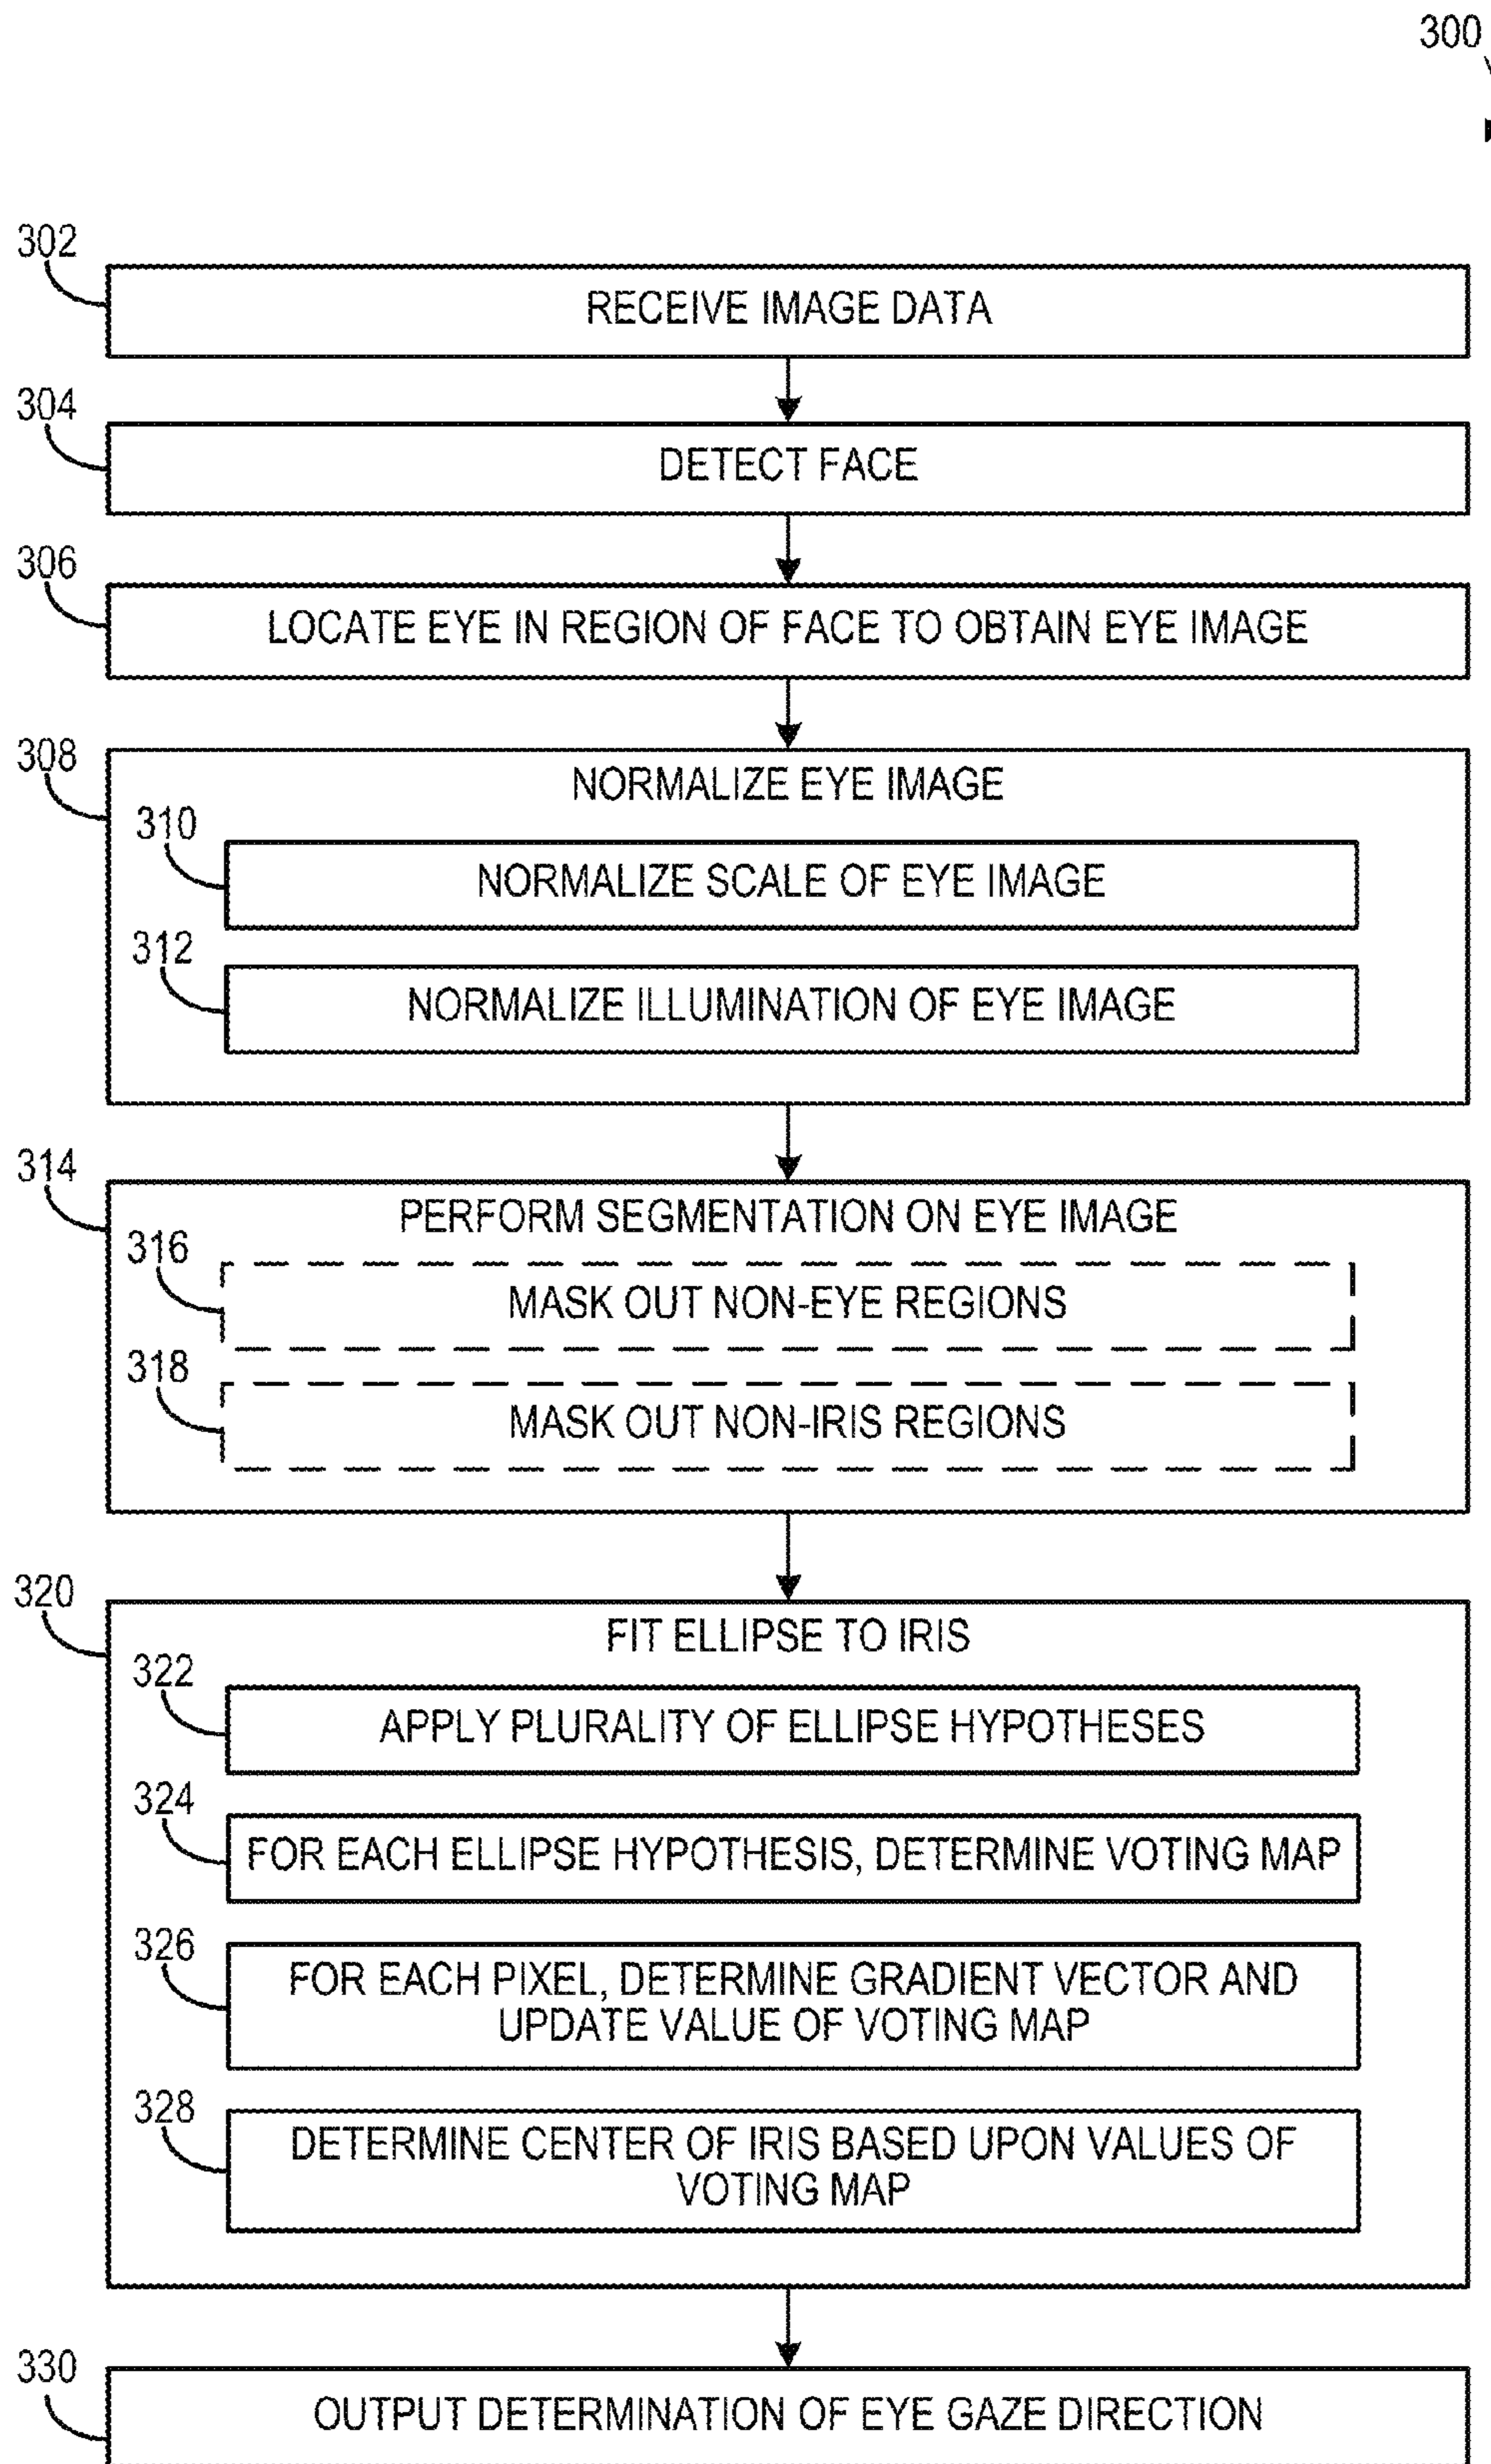 300
302
RECEIVE IMAGE DATA
304
DETECT FACE
306
LOCATE EYE IN REGION OF FACE TO OBTAIN EYE IMAGE
308
NORMALIZE EYE IMAGE
310
NORMALIZE SCALE OF EYE IMAGE
312
NORMALIZE ILLUMINATION OF EYE IMAGE
314
PERFORM SEGMENTATION ON EYE IMAGE
316
MASK OUT NON-EYE REGIONS
318
MASK OUT NON-IRIS REGIONS
320
FIT ELLIPSE TO IRIS
322
APPLY PLURALITY OF ELLIPSE HYPOTHESES
324
FOR EACH ELLIPSE HYPOTHESIS, DETERMINE VOTING MAP
326
FOR EACH PIXEL, DETERMINE GRADIENT VECTOR AND
UPDATE VALUE OF VOTING MAP
328
DETERMINE CENTER OF IRIS BASED UPON VALUES OF
VOTING MAP
330
OUTPUT DETERMINATION OF EYE GAZE DIRECTION